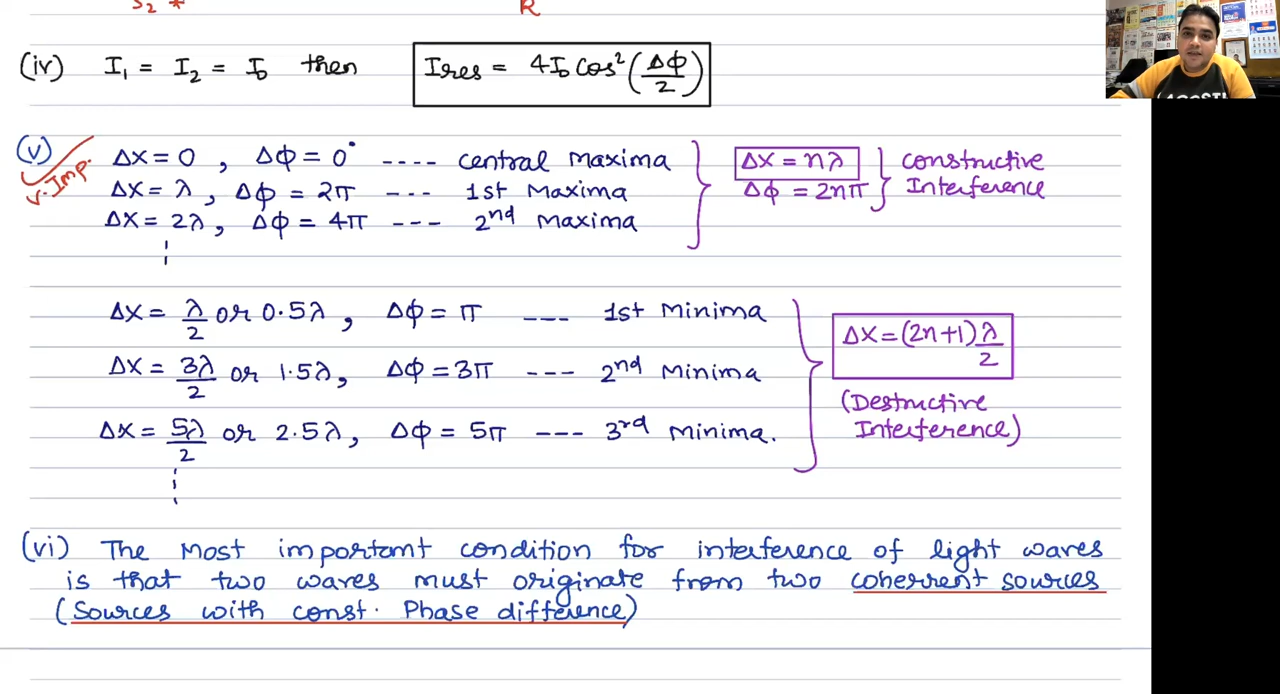 S₂ * R
(iv) I₁ = I₂ = I₀ then Ires = 4I₀ cos² (Δϕ/2)
(v) Δx = 0, Δϕ = 0° ---- central Maxima
v. Imp.
Δx = λ, Δϕ = 2π --- 1st Maxima
Δx = 2λ, Δϕ = 4π --- 2nd Maxima
Δx = nλ
Δϕ = 2nπ
constructive
Interference
Δx = λ/2 or 0.5λ, Δϕ = π --- 1st Minima
Δx = 3λ/2 or 1.5λ, Δϕ = 3π --- 2nd Minima
Δx = 5λ/2 or 2.5λ, Δϕ = 5π --- 3rd Minima.
Δx = (2n+1) λ/2
(Destructive
Interference)
(vi) The most important condition for interference of light waves
is that two waves must originate from two coherrent sources
(Sources with const. Phase difference)